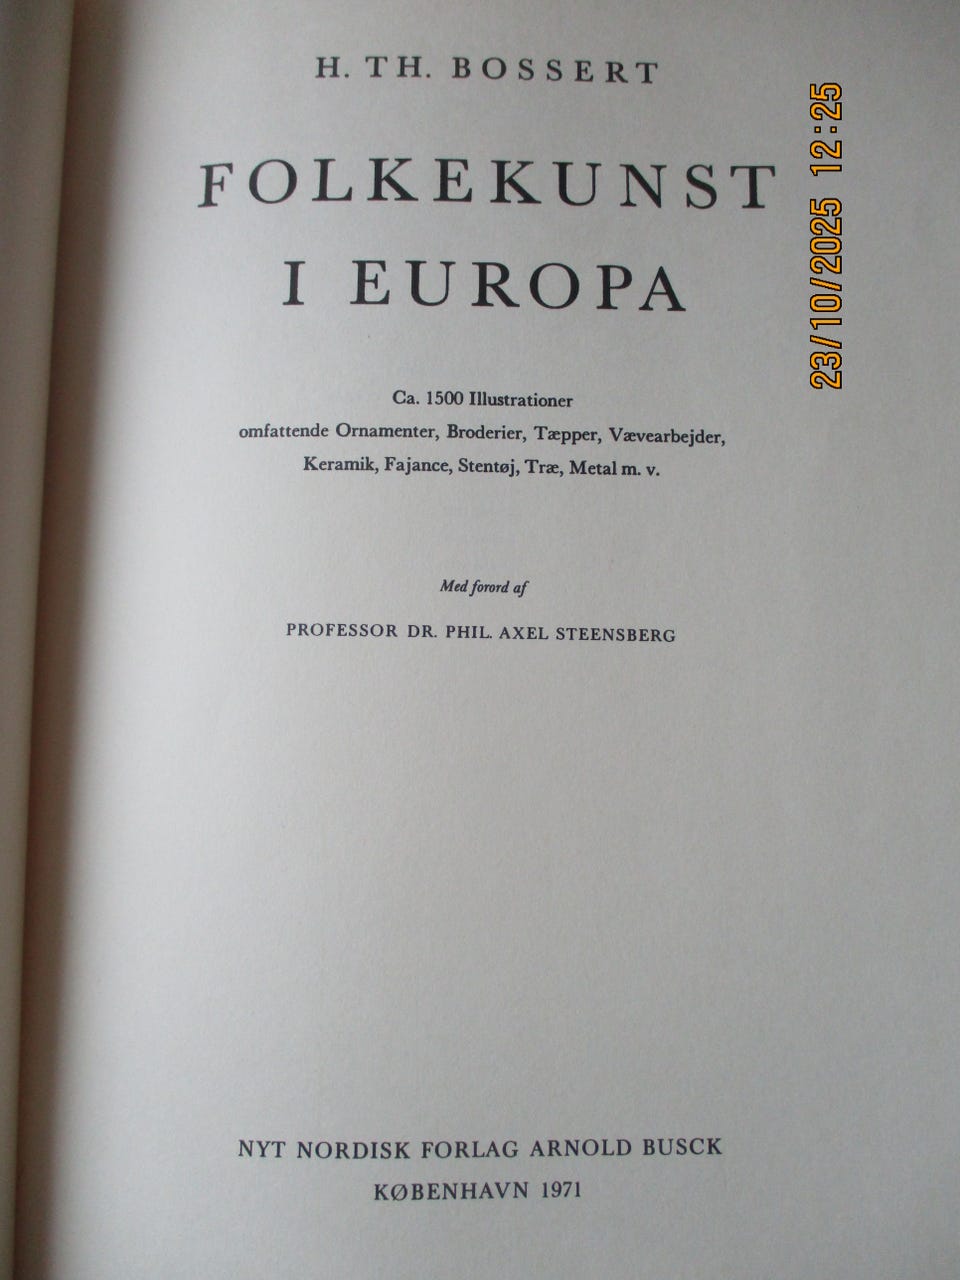 H. TH. BOSSERT
FOLKEKUNST
I EUROPA
Ca. 1500 Illustrationer
omfattende Ornamenter, Broderier, Tæpper, Vævearbejder,
Keramik, Fajance, Stentøj, Træ, Metal m. v.
Med forord af
PROFESSOR DR. PHIL. AXEL STEENSBERG
NYT NORDISK FORLAG ARNOLD BUSCK
KØBENHAVN 1971
23/10/2025 12:25